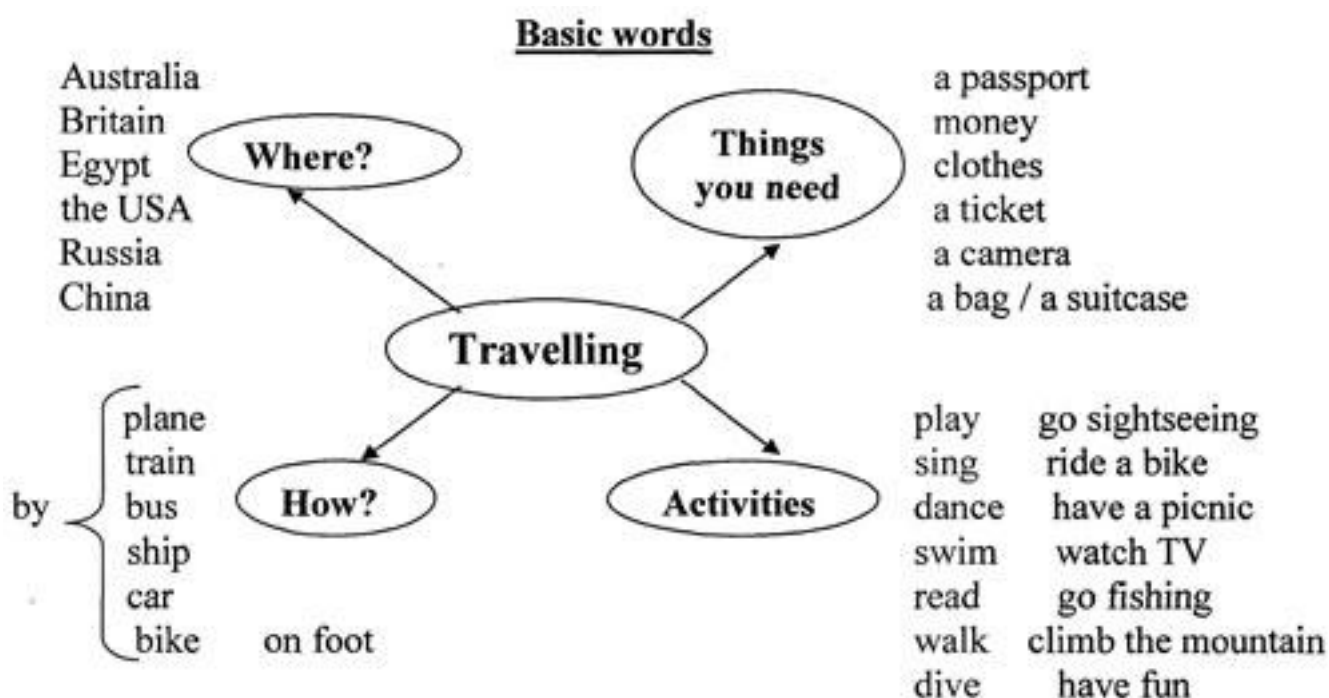 Basic words
Australia
Britain
Egypt
the USA
Russia
China
Where?
Things
you need
a passport
money
clothes
a ticket
a camera
a bag / a suitcase
Travelling
by
plane
train
bus
ship
car
bike on foot
How?
Activities
play go sightseeing
sing ride a bike
dance have a picnic
swim watch TV
read go fishing
walk climb the mountain
dive have fun